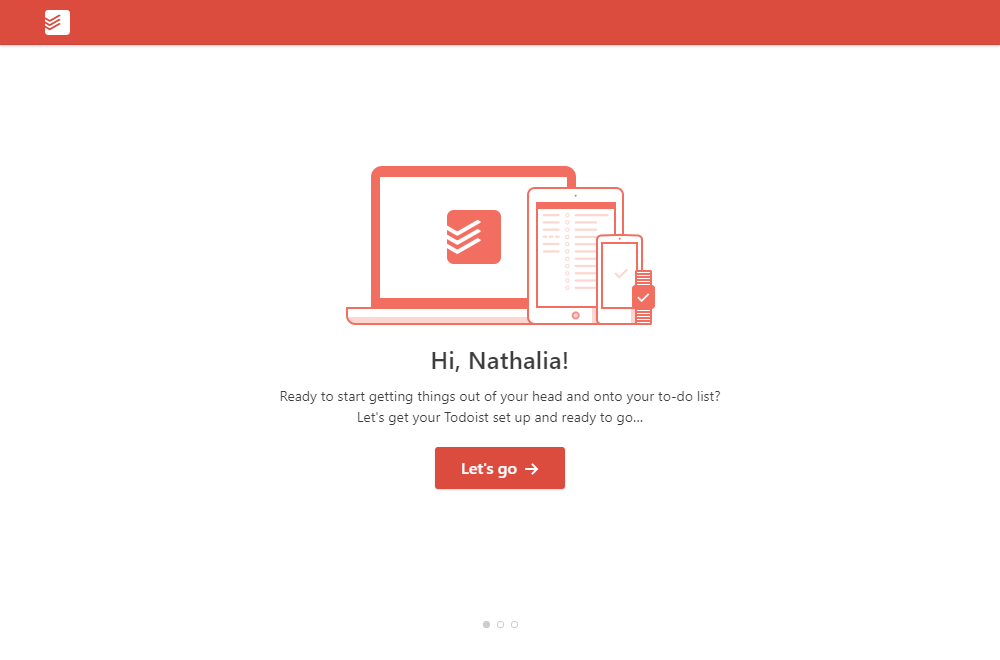 Hi, Nathalia!
Ready to start getting things out of your head and onto your to-do list?
Let's get your Todoist set up and ready to go...
Let's go →